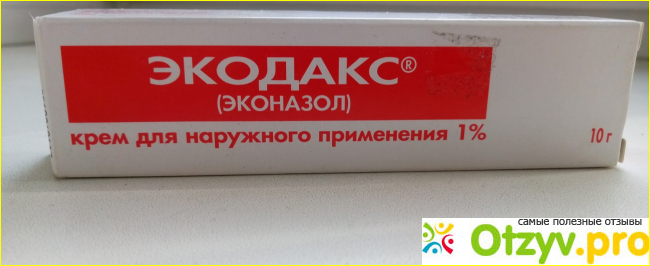 ЭКОДАКС®
(ЭКОНАЗОЛ)
крем для наружного применения 1%
10 г
самые полезные отзывы
Otzyv.pro